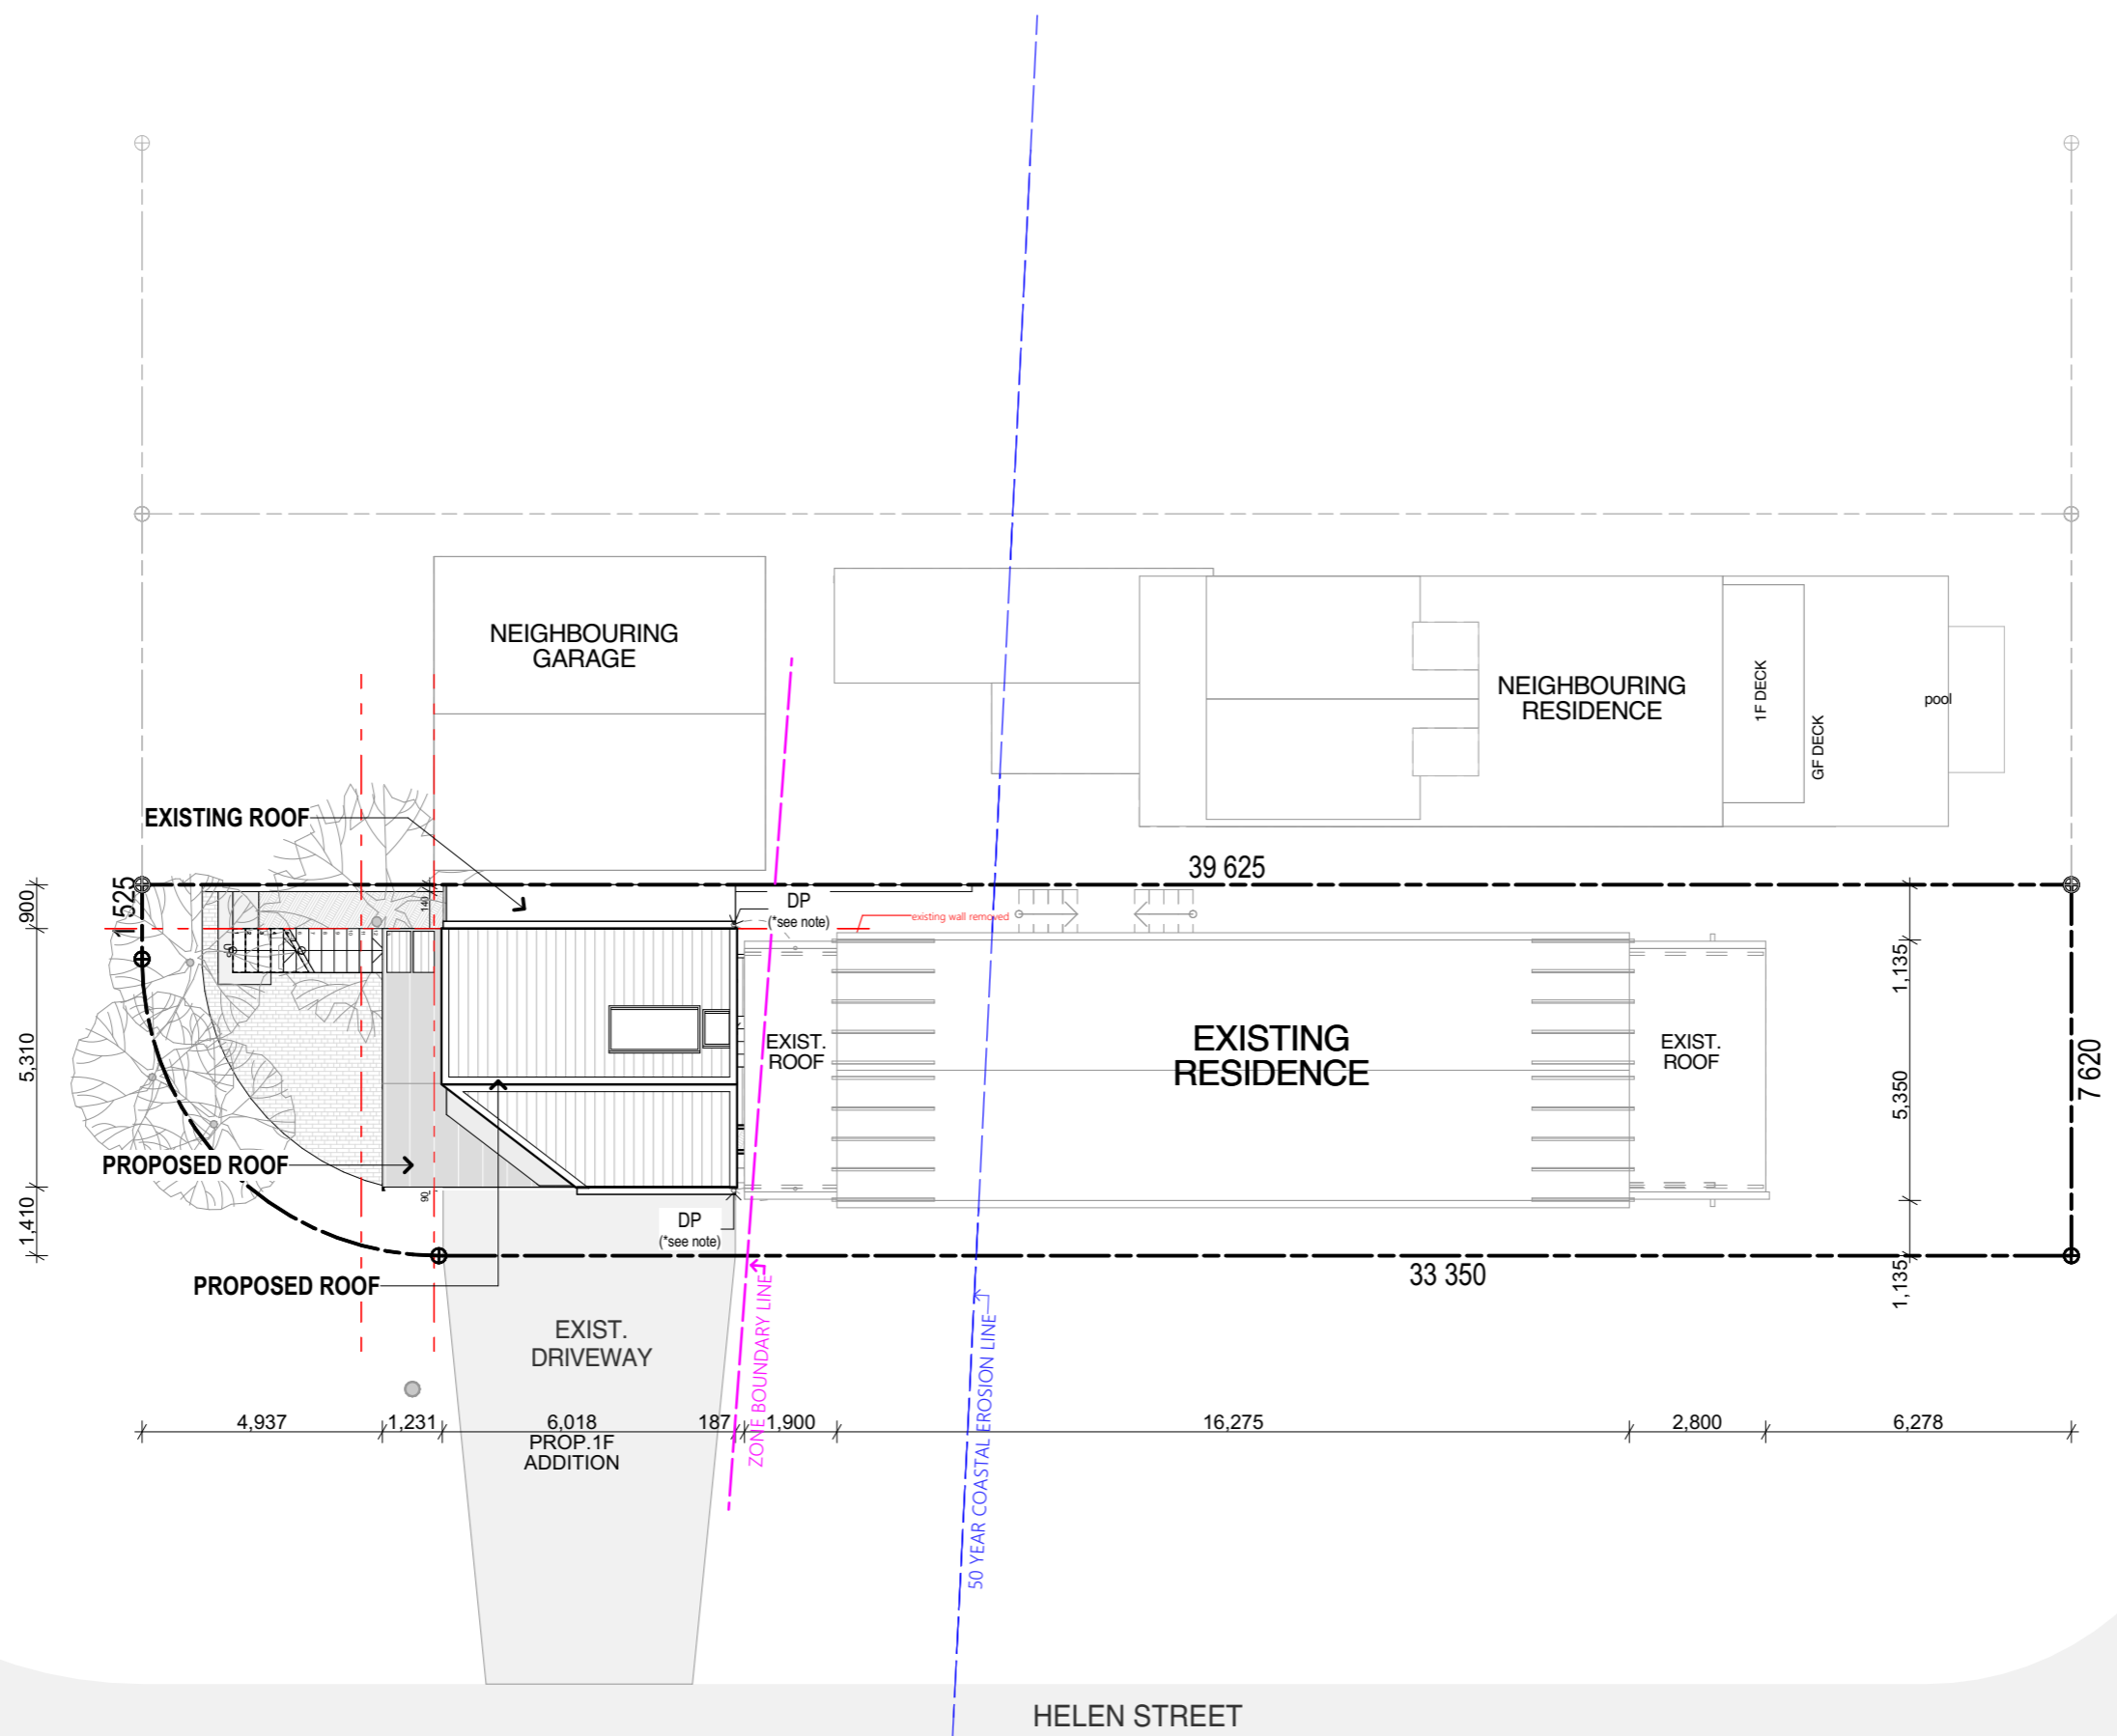 NEIGHBOURING
GARAGE
NEIGHBOURING
RESIDENCE
1F DECK
GF DECK
pool
EXISTING ROOF
39 625
1 525
900
140
DP
(*see note)
existing wall removed
UP
1,135
5,310
EXIST.
ROOF
EXISTING
RESIDENCE
EXIST.
ROOF
5,350
7 620
PROPOSED ROOF
90
1,410
DP
(*see note)
PROPOSED ROOF
33 350
1,135
ZONE BOUNDARY LINE
50 YEAR COASTAL EROSION LINE
EXIST.
DRIVEWAY
4,937
1,231
6,018
187
1,900
16,275
2,800
6,278
PROP.1F
ADDITION
HELEN STREET